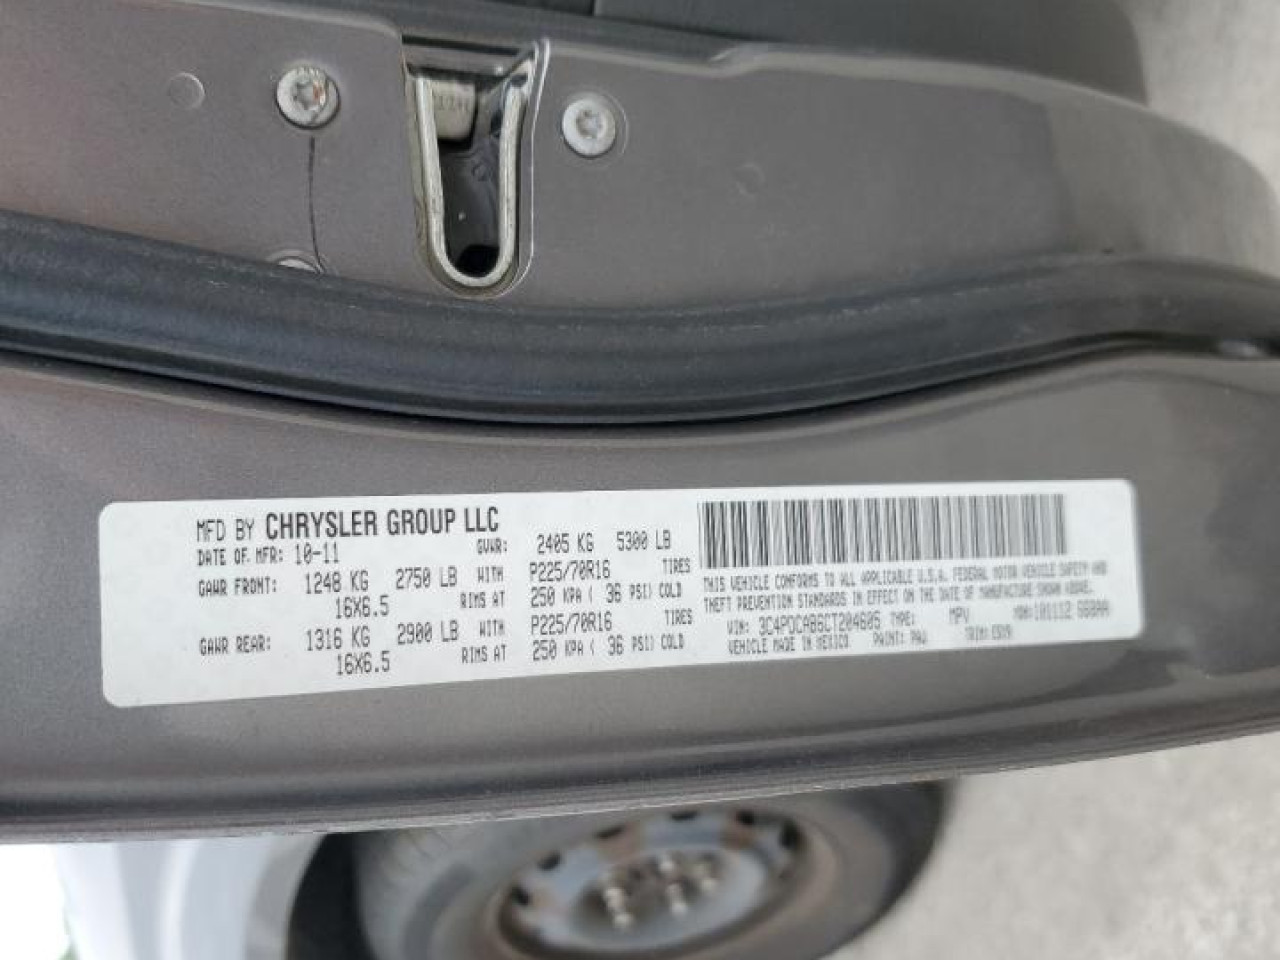 MFD BY CHRYSLER GROUP LLC
DATE OF MFR: 10-11 GVWR: 2405 KG 5300 LB
GAWR FRONT: 1248 KG 2750 LB WITH P225/70R16 TIRES
16X6.5 RIMS AT 250 KPA ( 36 PSI) COLD
GAWR REAR: 1316 KG 2900 LB WITH P225/70R16 TIRES
16X6.5 RIMS AT 250 KPA ( 36 PSI) COLD
THIS VEHICLE CONFORMS TO ALL APPLICABLE U.S.A. FEDERAL MOTOR VEHICLE SAFETY AND
THEFT PREVENTION STANDARDS IN EFFECT ON THE DATE OF MANUFACTURE SHOWN ABOVE.
VIN: 3C4PDCAB6CT204605 TYPE: MPV MDH:
VEHICLE MADE IN MEXICO PAINT: PAU TRIM: